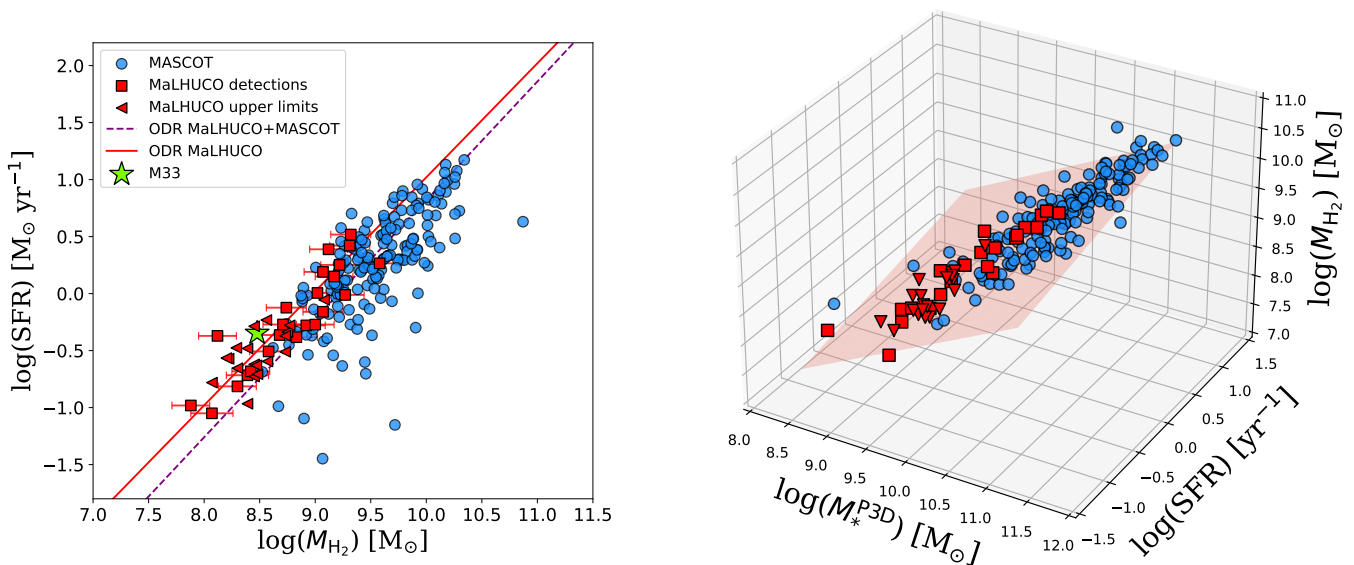 2.0
1.5
1.0
0.5
0.0
−0.5
−1.0
−1.5
log(SFR) [M⊙ yr⁻¹]
MASCOT
MaLHUCO detections
MaLHUCO upper limits
ODR MaLHUCO+MASCOT
ODR MaLHUCO
M33
7.0 7.5 8.0 8.5 9.0 9.5 10.0 10.5 11.0 11.5
log(M_H₂) [M⊙]
11.0
10.5
10.0
9.5
9.0
8.5
8.0
7.5
7.0
log(M_H₂) [M⊙]
1.5
1.0
0.5
0.0
−0.5
−1.0
−1.5
log(SFR) [yr⁻¹]
8.0 8.5 9.0 9.5 10.0 10.5 11.0 11.5 12.0
log(M_*^P3D) [M⊙]